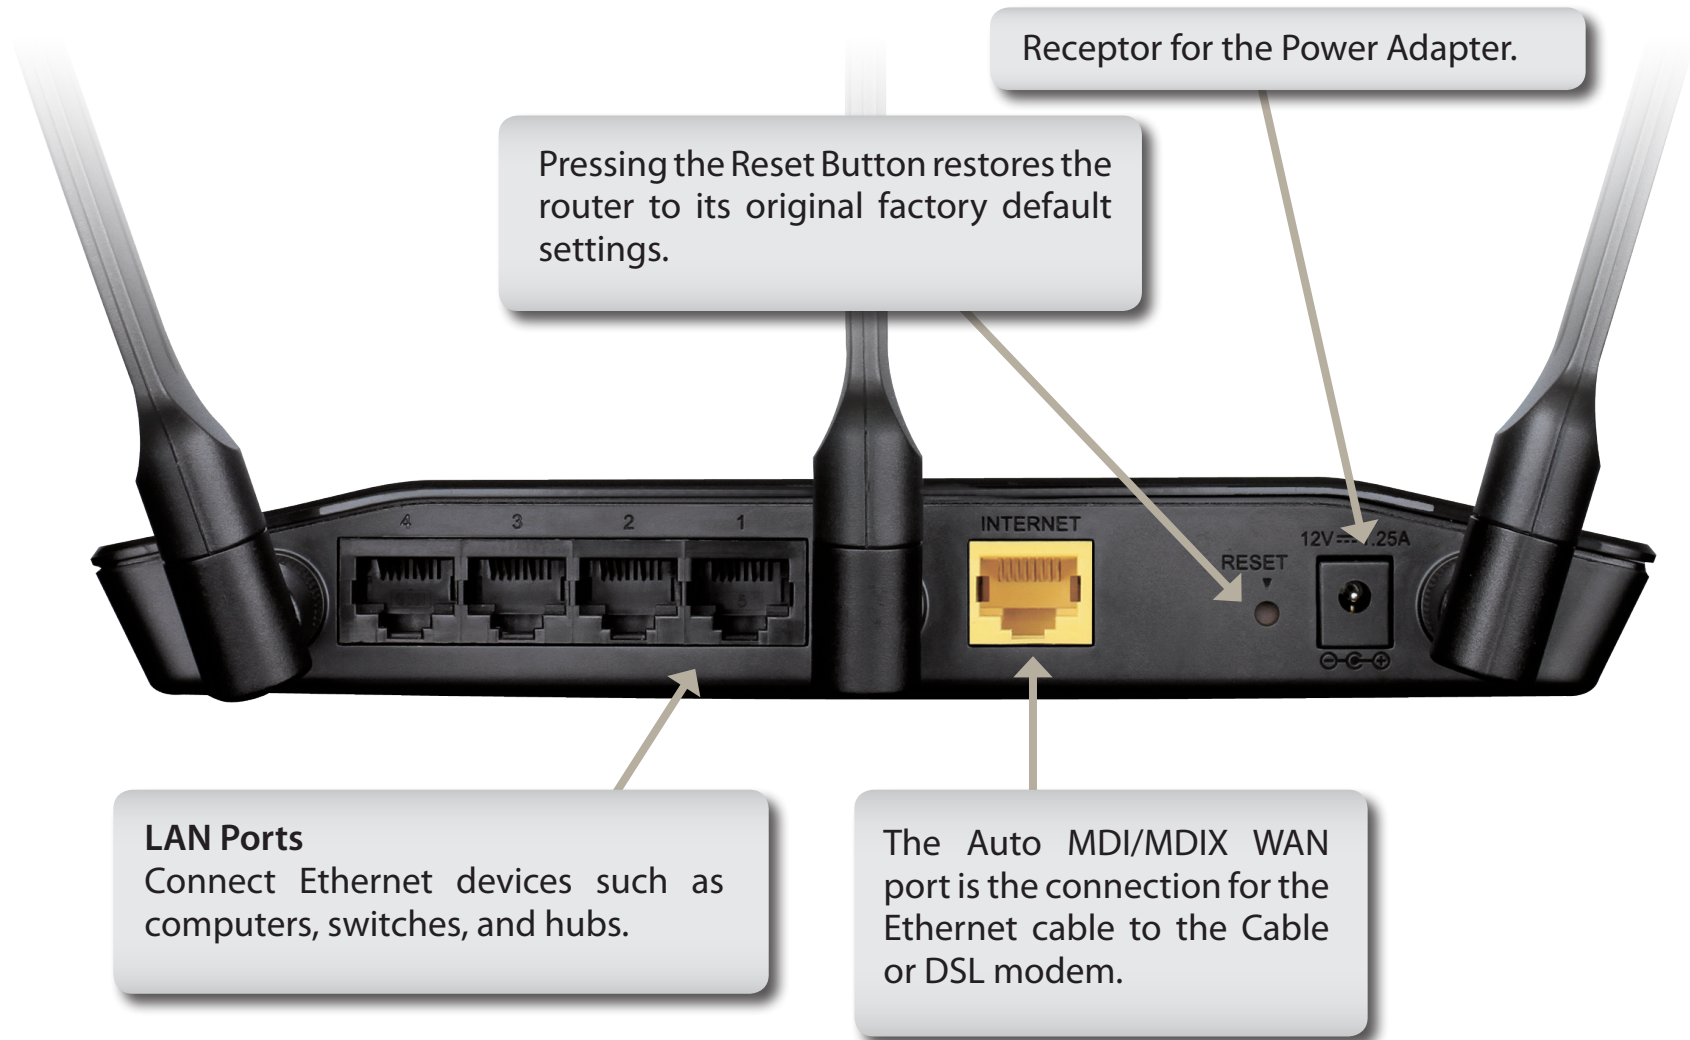 Receptor for the Power Adapter.
Pressing the Reset Button restores the
router to its original factory default
settings.
4 3 2 1
INTERNET
RESET
12V .25A
LAN Ports
Connect Ethernet devices such as
computers, switches, and hubs.
The Auto MDI/MDIX WAN
port is the connection for the
Ethernet cable to the Cable
or DSL modem.